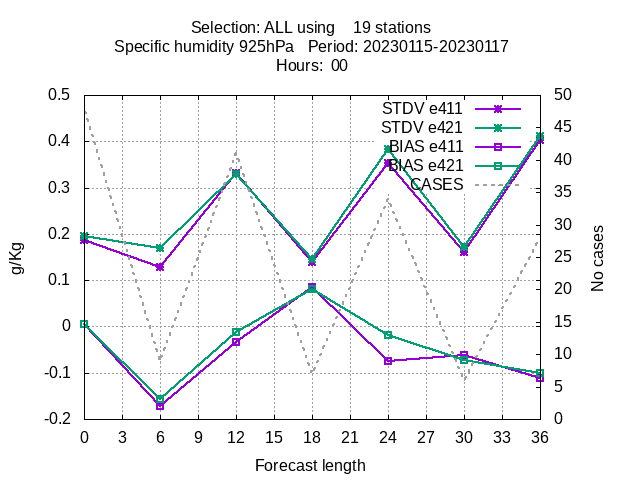 Selection: ALL using    19 stations
Specific humidity 925hPa   Period: 20230115-20230117
Hours:  00
0.5
0.4
0.3
0.2
0.1
0
-0.1
-0.2
g/Kg
STDV e411
STDV e421
BIAS e411
BIAS e421
CASES
50
45
40
35
30
25
20
15
10
5
0
No cases
0 3 6 9 12 15 18 21 24 27 30 33 36
Forecast length